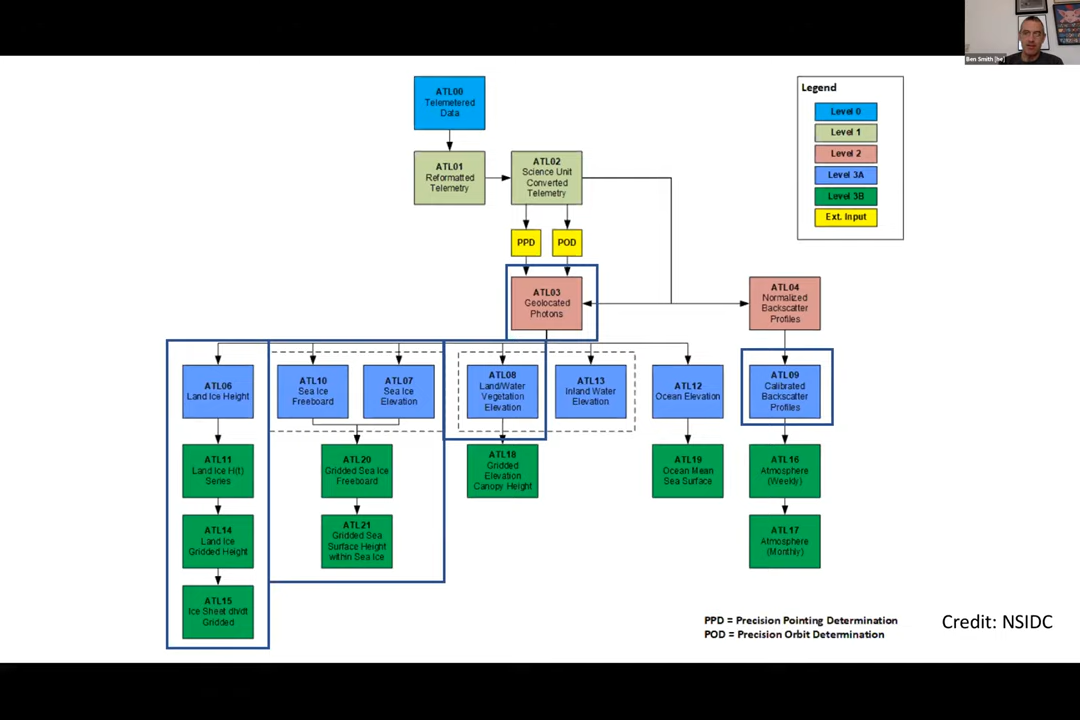 Ben Smith [he]
ATL00
Telemetered
Data
Legend
Level 0
Level 1
Level 2
Level 3A
Level 3B
Ext. Input
ATL01
Reformatted
Telemetry
ATL02
Science Unit
Converted
Telemetry
PPD
POD
ATL03
Geolocated
Photons
ATL04
Normalized
Backscatter
Profiles
ATL06
Land Ice Height
ATL10
Sea Ice
Freeboard
ATL07
Sea Ice
Elevation
ATL08
Land/Water
Vegetation
Elevation
ATL13
Inland Water
Elevation
ATL12
Ocean Elevation
ATL09
Calibrated
Backscatter
Profiles
ATL11
Land Ice H(t)
Series
ATL20
Gridded Sea Ice
Freeboard
ATL18
Gridded
Elevation
Canopy Height
ATL19
Ocean Mean
Sea Surface
ATL16
Atmosphere
(Weekly)
ATL14
Land Ice
Gridded Height
ATL21
Gridded Sea
Surface Height
within Sea Ice
ATL17
Atmosphere
(Monthly)
ATL15
Ice Sheet dh/dt
Gridded
PPD = Precision Pointing Determination
POD = Precision Orbit Determination
Credit: NSIDC